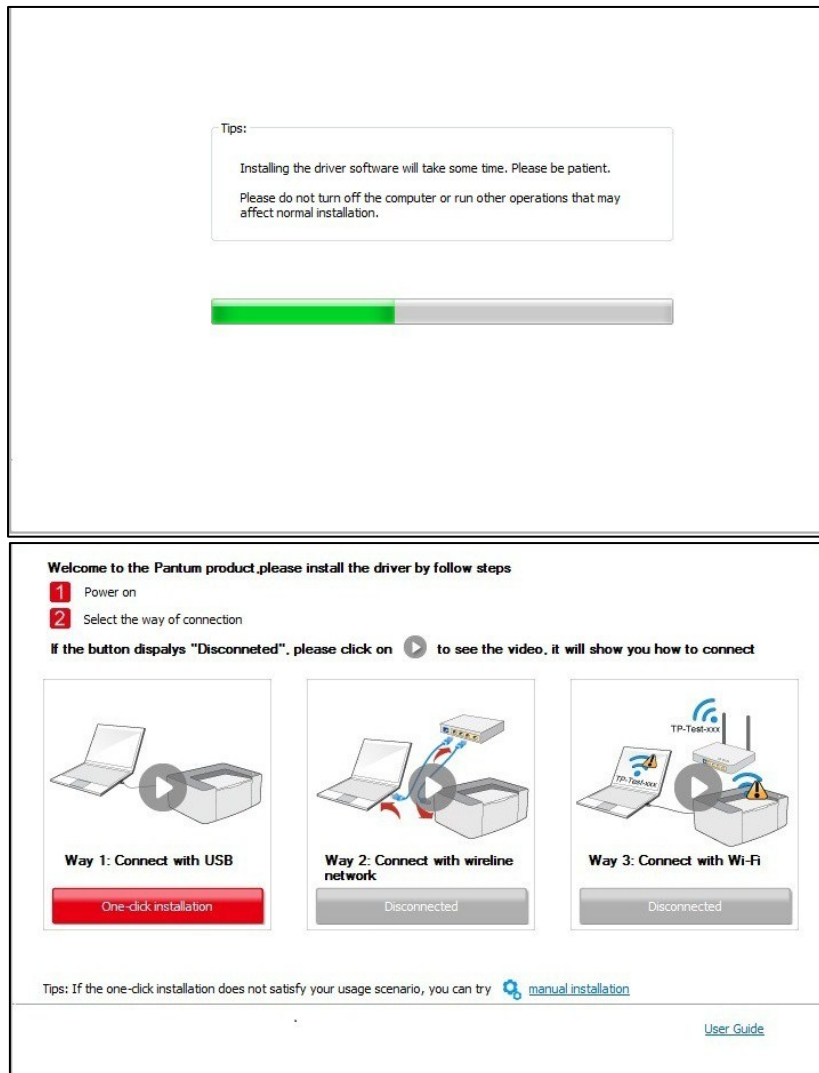 Tips:
Installing the driver software will take some time. Please be patient.
Please do not turn off the computer or run other operations that may
affect normal installation.
Welcome to the Pantum product,please install the driver by follow steps
1 Power on
2 Select the way of connection
If the button dispalys "Disconneted", please click on to see the video, it will show you how to connect
TP-Test-xxx
TP-Test-xxx
Way 1: Connect with USB
Way 2: Connect with wireline
network
Way 3: Connect with Wi-Fi
One-click installation
Disconnected
Disconnected
Tips: If the one-click installation does not satisfy your usage scenario, you can try manual installation
User Guide